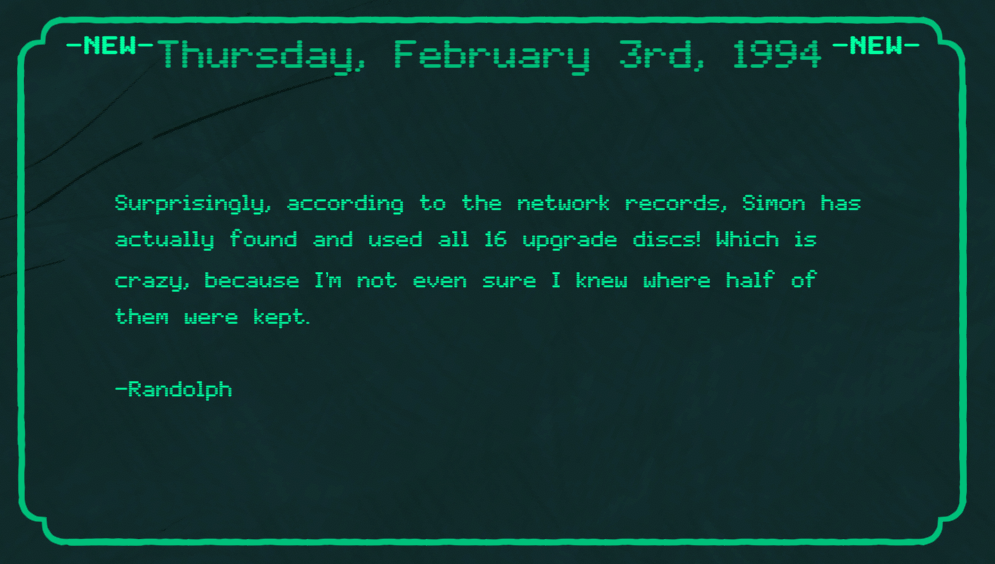 -NEW- Thursday, February 3rd, 1994 -NEW-
Surprisingly, according to the network records, Simon has
actually found and used all 16 upgrade discs! Which is
crazy, because I'm not even sure I knew where half of
them were kept.
-Randolph